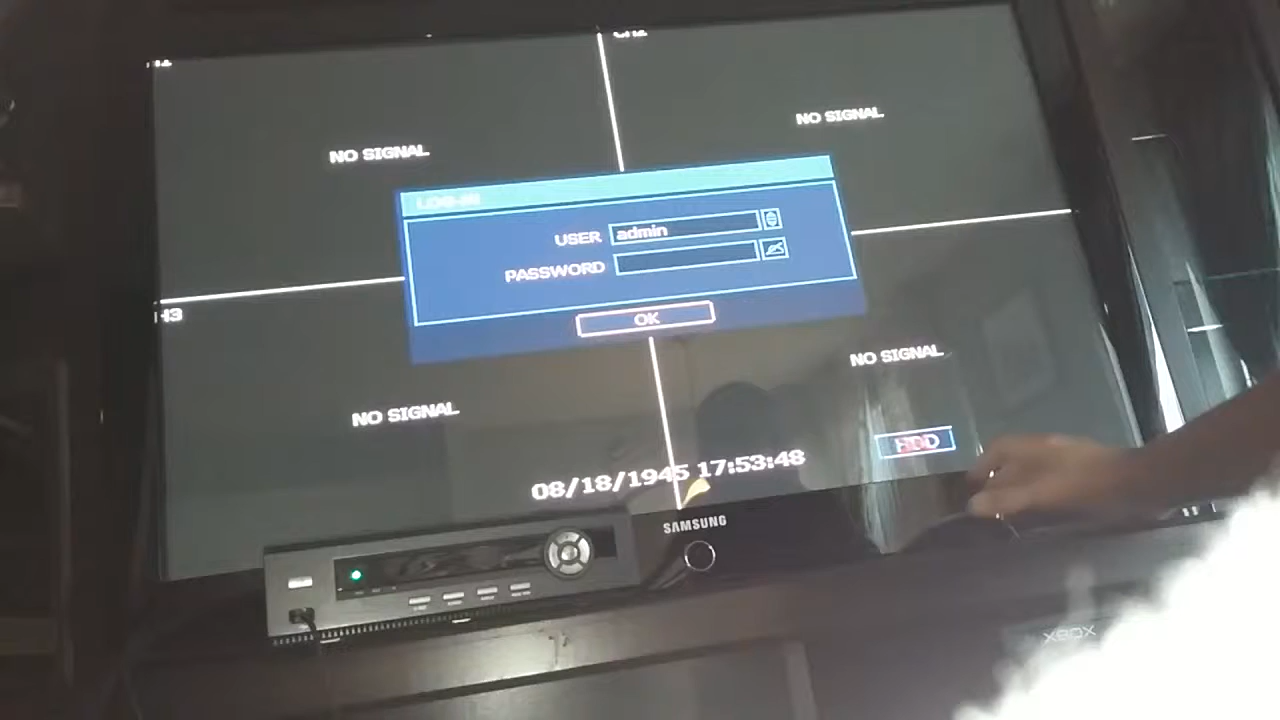 NO SIGNAL
NO SIGNAL
LOG-IN
USER admin
PASSWORD
OK
H3
NO SIGNAL
NO SIGNAL
HDD
08/18/1945 17:53:48
SAMSUNG
XBOX